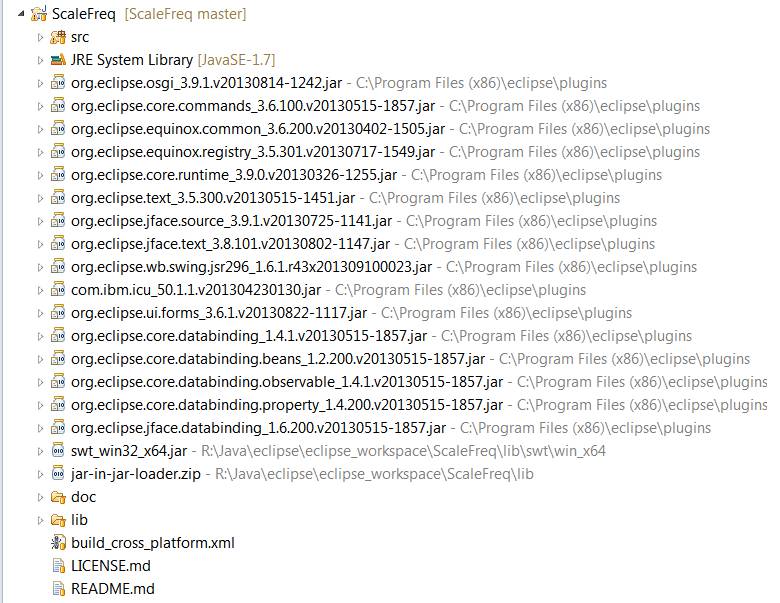 ScaleFreq [ScaleFreq master]
src
JRE System Library [JavaSE-1.7]
org.eclipse.osgi_3.9.1.v20130814-1242.jar - C:\Program Files (x86)\eclipse\plugins
org.eclipse.core.commands_3.6.100.v20130515-1857.jar - C:\Program Files (x86)\eclipse\plugins
org.eclipse.equinox.common_3.6.200.v20130402-1505.jar - C:\Program Files (x86)\eclipse\plugins
org.eclipse.equinox.registry_3.5.301.v20130717-1549.jar - C:\Program Files (x86)\eclipse\plugins
org.eclipse.core.runtime_3.9.0.v20130326-1255.jar - C:\Program Files (x86)\eclipse\plugins
org.eclipse.text_3.5.300.v20130515-1451.jar - C:\Program Files (x86)\eclipse\plugins
org.eclipse.jface.source_3.9.1.v20130725-1141.jar - C:\Program Files (x86)\eclipse\plugins
org.eclipse.jface.text_3.8.101.v20130802-1147.jar - C:\Program Files (x86)\eclipse\plugins
org.eclipse.wb.swing.jsr296_1.6.1.r43x201309100023.jar - C:\Program Files (x86)\eclipse\plugins
com.ibm.icu_50.1.1.v201304230130.jar - C:\Program Files (x86)\eclipse\plugins
org.eclipse.ui.forms_3.6.1.v20130822-1117.jar - C:\Program Files (x86)\eclipse\plugins
org.eclipse.core.databinding_1.4.1.v20130515-1857.jar - C:\Program Files (x86)\eclipse\plugins
org.eclipse.core.databinding.beans_1.2.200.v20130515-1857.jar - C:\Program Files (x86)\eclipse\plugins
org.eclipse.core.databinding.observable_1.4.1.v20130515-1857.jar - C:\Program Files (x86)\eclipse\plugins
org.eclipse.core.databinding.property_1.4.200.v20130515-1857.jar - C:\Program Files (x86)\eclipse\plugins
org.eclipse.jface.databinding_1.6.200.v20130515-1857.jar - C:\Program Files (x86)\eclipse\plugins
swt_win32_x64.jar - R:\Java\eclipse\eclipse_workspace\ScaleFreq\lib\swt\win_x64
jar-in-jar-loader.zip - R:\Java\eclipse\eclipse_workspace\ScaleFreq\lib
doc
lib
build_cross_platform.xml
LICENSE.md
README.md